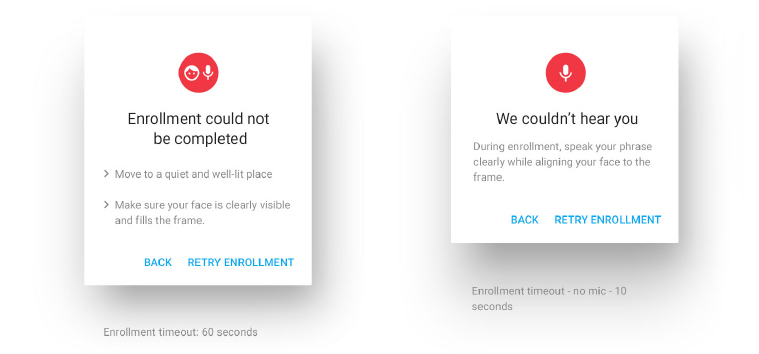 Enrollment could not
be completed
Move to a quiet and well-lit place
Make sure your face is clearly visible
and fills the frame.
BACK RETRY ENROLLMENT
Enrollment timeout: 60 seconds
We couldn’t hear you
During enrollment, speak your phrase
clearly while aligning your face to the
frame.
BACK RETRY ENROLLMENT
Enrollment timeout - no mic - 10
seconds